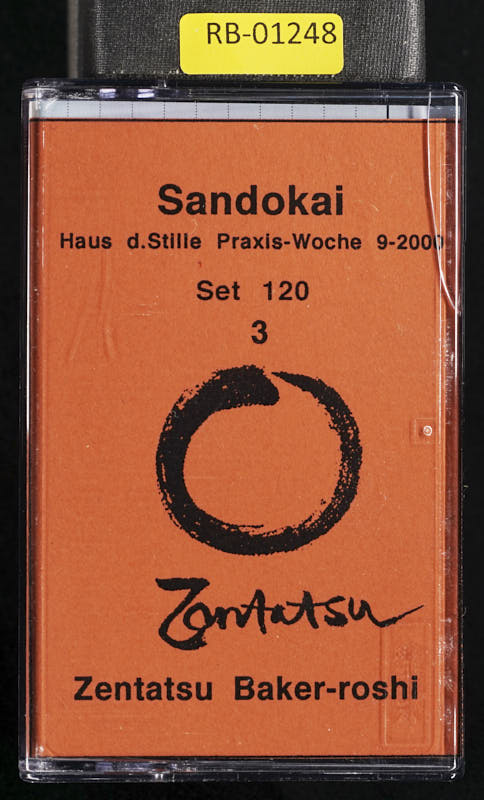 RB-01248
Sandokai
Haus d.Stille Praxis-Woche 9-2000
Set 120
3
Zentatsu
Zentatsu Baker-roshi